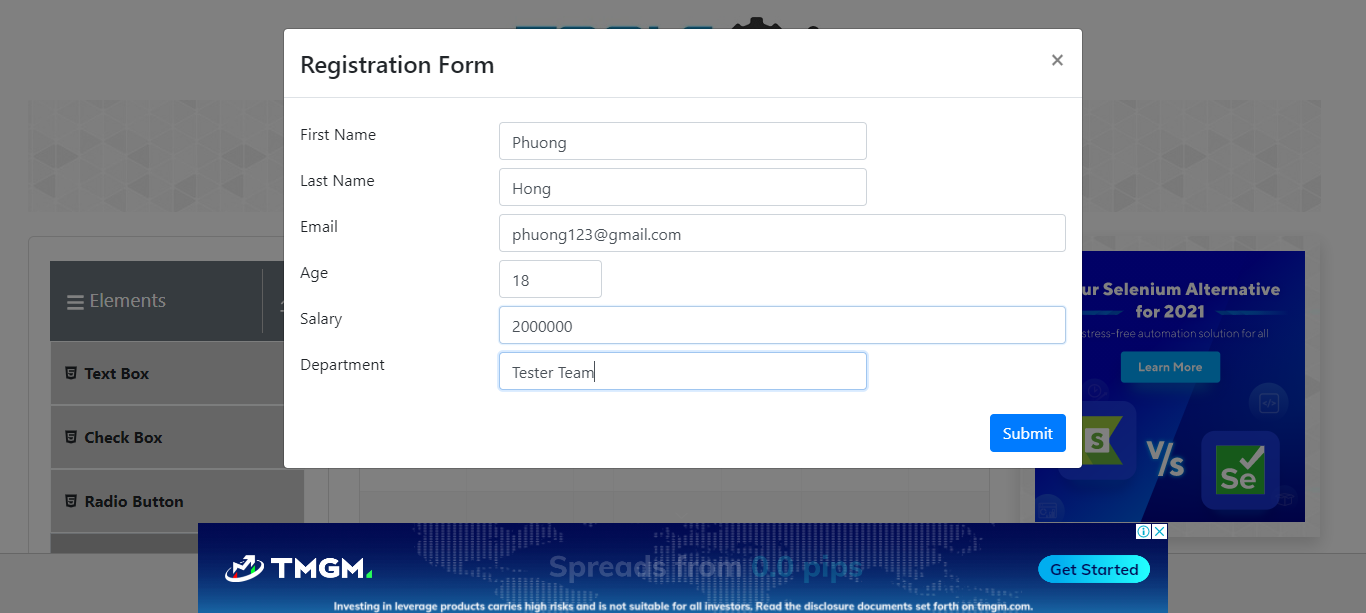 Registration Form ×
First Name Phuong
Last Name Hong
Email phuong123@gmail.com
Age 18
Salary 2000000
Department Tester Team
Submit
Elements
Text Box
Check Box
Radio Button
ur Selenium Alternative
for 2021
stress-free automation solution for all
Learn More
S
V/s
Se
TMGM
Spreads from 0.0 pips
Get Started
Investing in leverage products carries high risks and is not suitable for all investors. Read the disclosure documents set forth on tmgm.com.